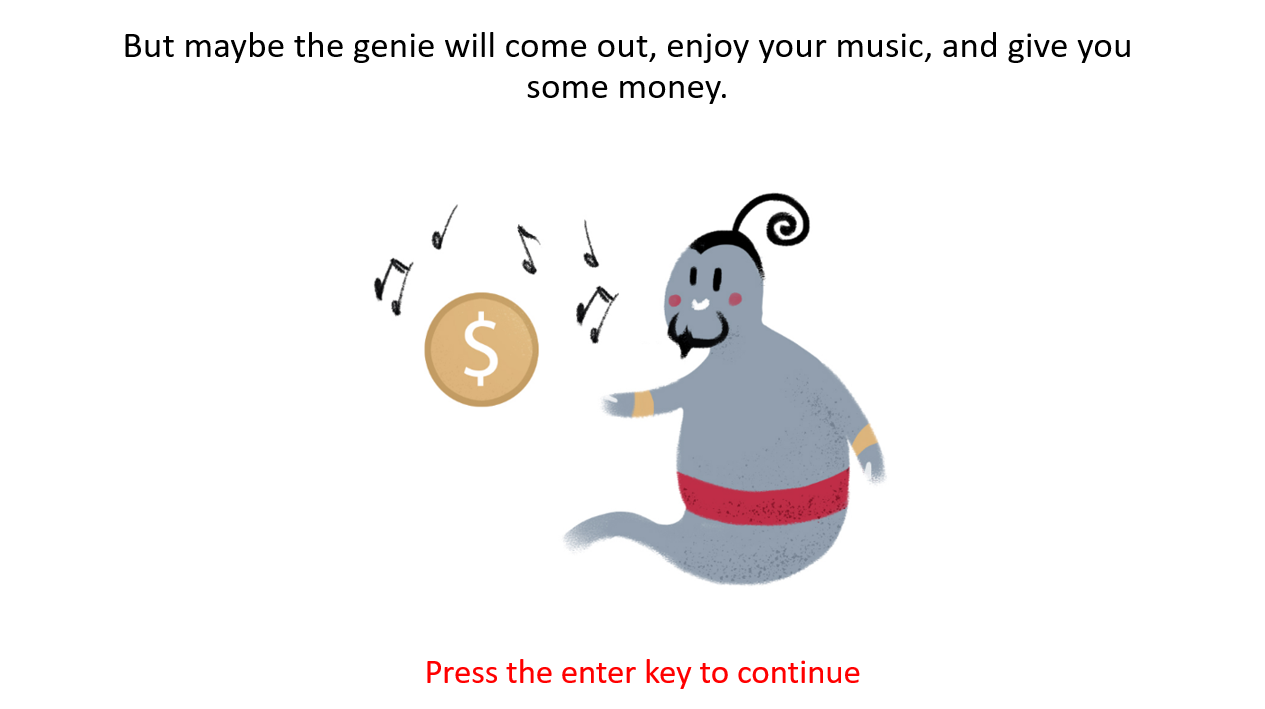 But maybe the genie will come out, enjoy your music, and give you
some money.
$
Press the enter key to continue